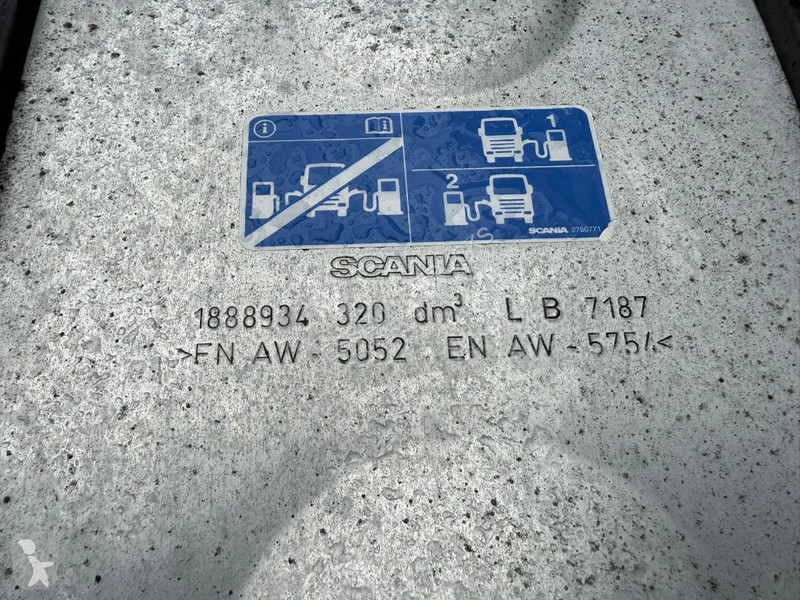 1
2
SCANIA 2780771
SCANIA
1888934 320 dm³ L B 7187
>EN AW - 5052 EN AW - 5754<